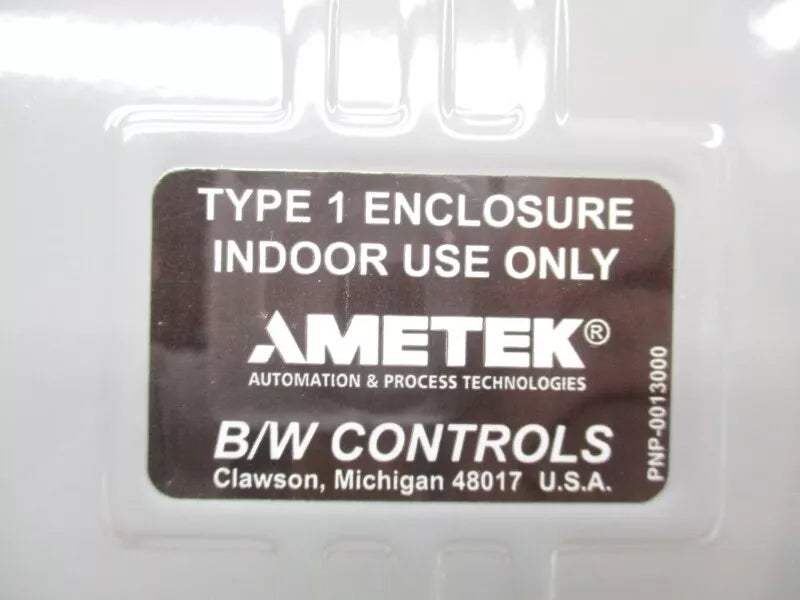 TYPE 1 ENCLOSURE
INDOOR USE ONLY
AMETEK®
AUTOMATION & PROCESS TECHNOLOGIES
B/W CONTROLS
Clawson, Michigan 48017 U.S.A.
PNP-0013000